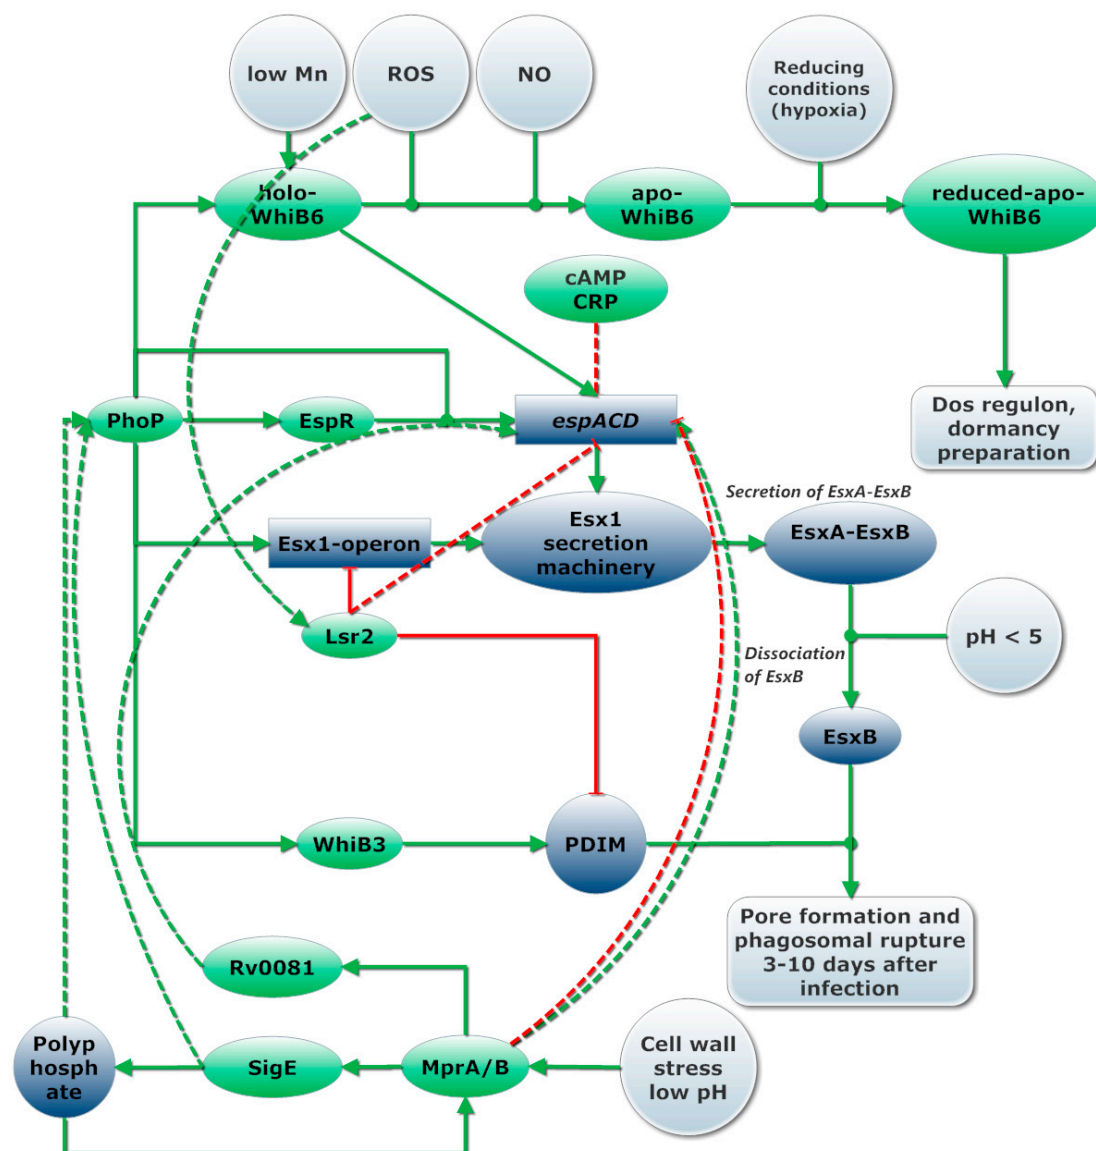 low Mn
ROS
NO
Reducing
conditions
(hypoxia)
holo-
WhiB6
apo-
WhiB6
reduced-apo-
WhiB6
cAMP
CRP
PhoP
EspR
espACD
Dos regulon,
dormancy
preparation
Secretion of EsxA-EsxB
Esx1-operon
Esx1
secretion
machinery
EsxA-EsxB
Lsr2
pH < 5
Dissociation
of EsxB
EsxB
WhiB3
PDIM
Pore formation and
phagosomal rupture
3-10 days after
infection
Rv0081
Polyp
hosph
ate
SigE
MprA/B
Cell wall
stress
low pH